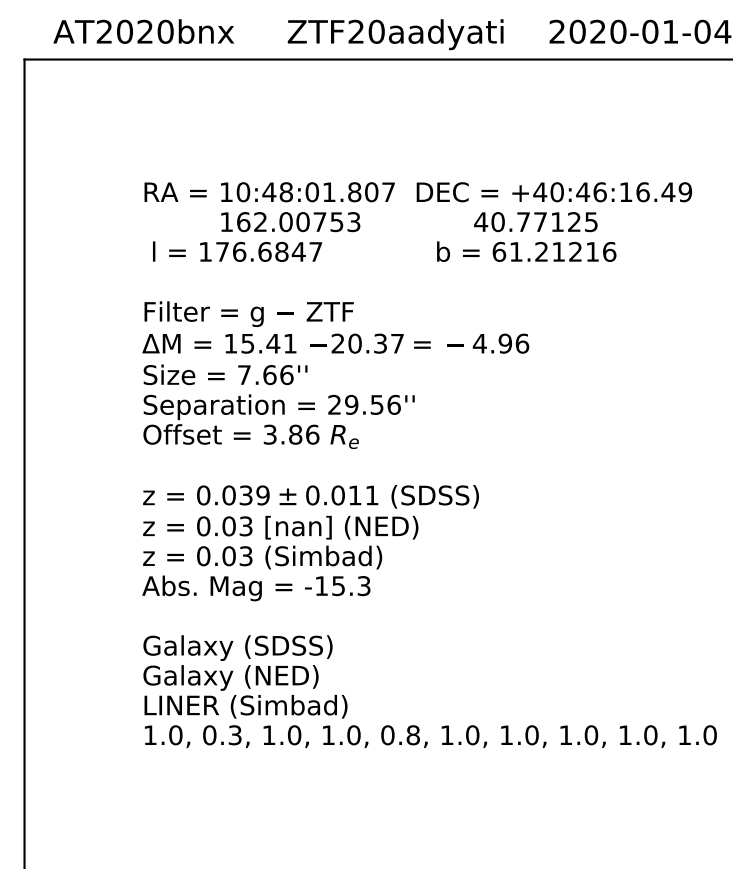 AT2020bnx ZTF20aadyati 2020-01-04
RA = 10:48:01.807 DEC = +40:46:16.49
162.00753 40.77125
l = 176.6847 b = 61.21216
Filter = g − ZTF
ΔM = 15.41 −20.37 = − 4.96
Size = 7.66''
Separation = 29.56''
Offset = 3.86 Rₑ
z = 0.039 ± 0.011 (SDSS)
z = 0.03 [nan] (NED)
z = 0.03 (Simbad)
Abs. Mag = -15.3
Galaxy (SDSS)
Galaxy (NED)
LINER (Simbad)
1.0, 0.3, 1.0, 1.0, 0.8, 1.0, 1.0, 1.0, 1.0, 1.0